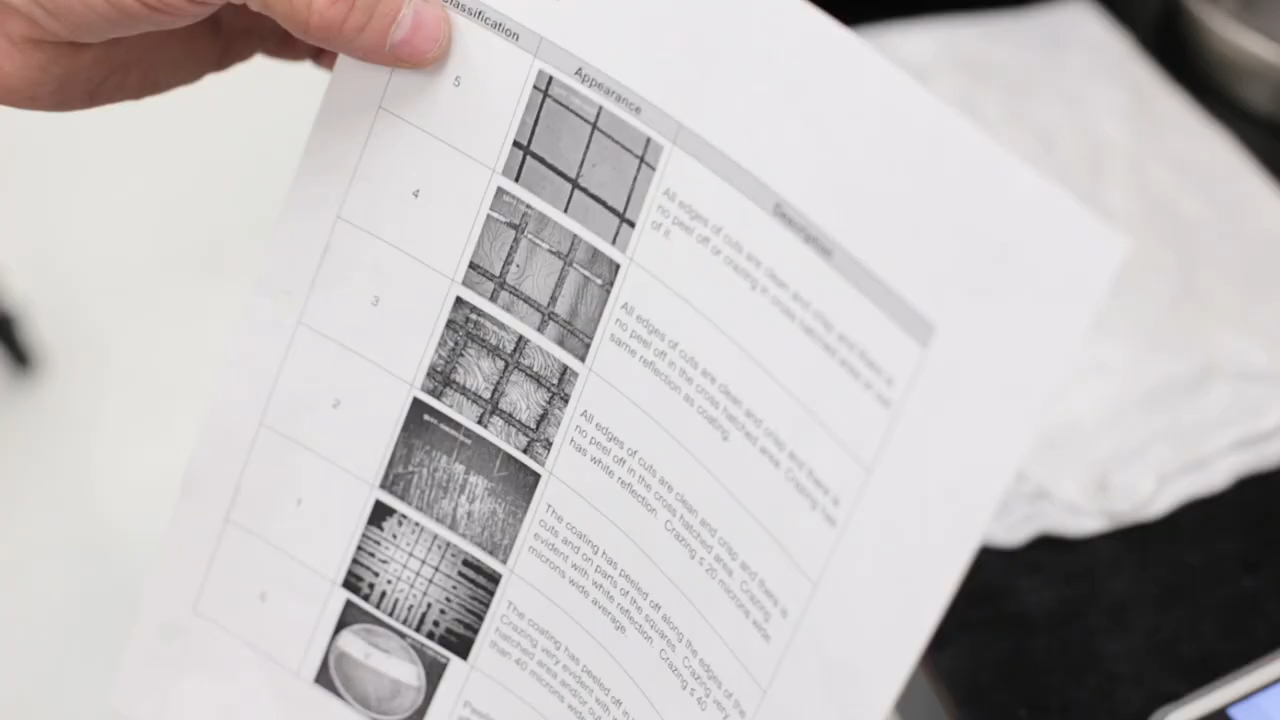 Classification
Appearance
Description
5
All edges of cuts are clean and crisp and there is
no peel off or crazing in cross hatched area or out
of it.
4
All edges of cuts are clean and crisp and there is
no peel off in the cross hatched area. Crazing has
same reflection as coating.
3
All edges of cuts are clean and crisp and there is
no peel off in the cross hatched area. Crazing
has white reflection. Crazing ≤ 20 microns wide.
2
The coating has peeled off along the edges of the
cuts and on parts of the squares. Crazing very
evident with white reflection. Crazing ≤ 40
microns wide average.
1
The coating has peeled off in
Crazing very evident with
hatched area and/or
than 40 microns wide